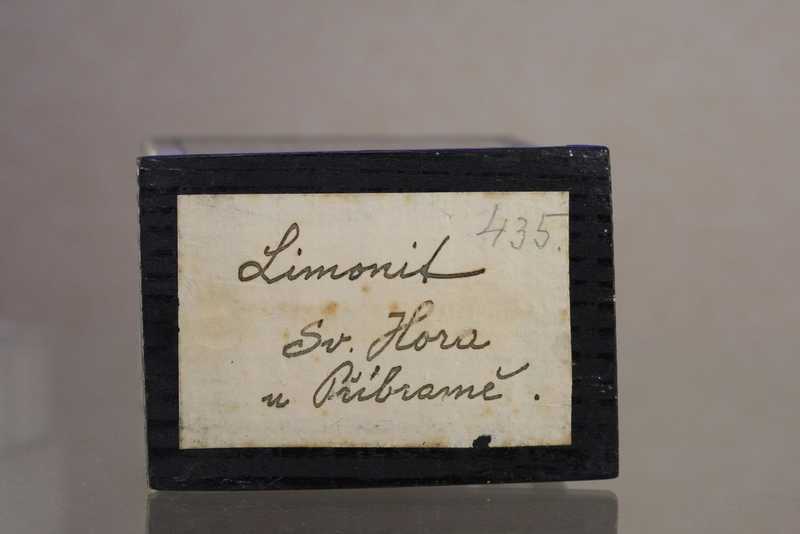 435.
Limonit
Sv. Hora
u Příbramě.